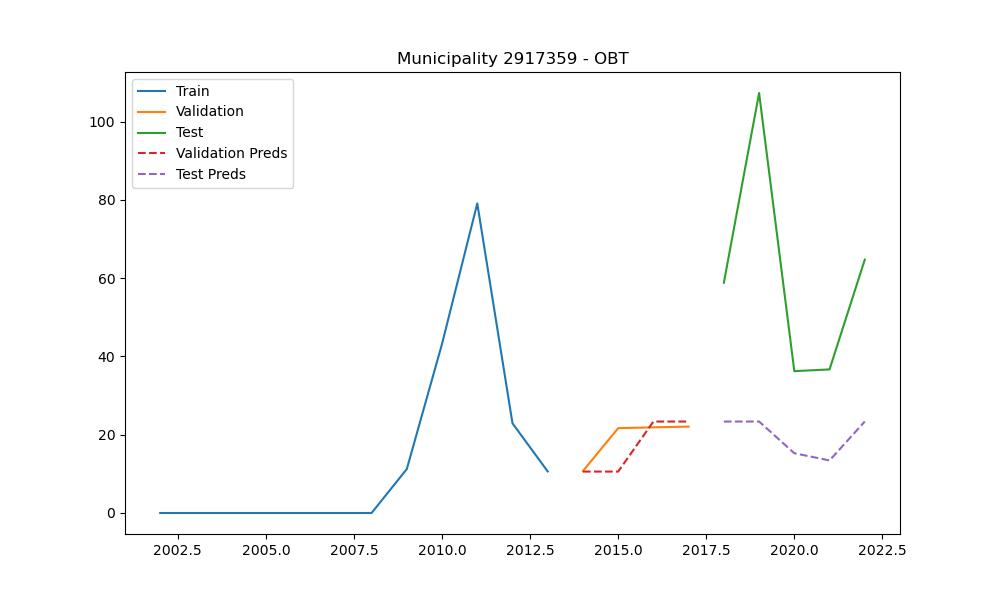 Municipality 2917359 - OBT
Train
Validation
Test
Validation Preds
Test Preds
100
80
60
40
20
0
2002.5 2005.0 2007.5 2010.0 2012.5 2015.0 2017.5 2020.0 2022.5